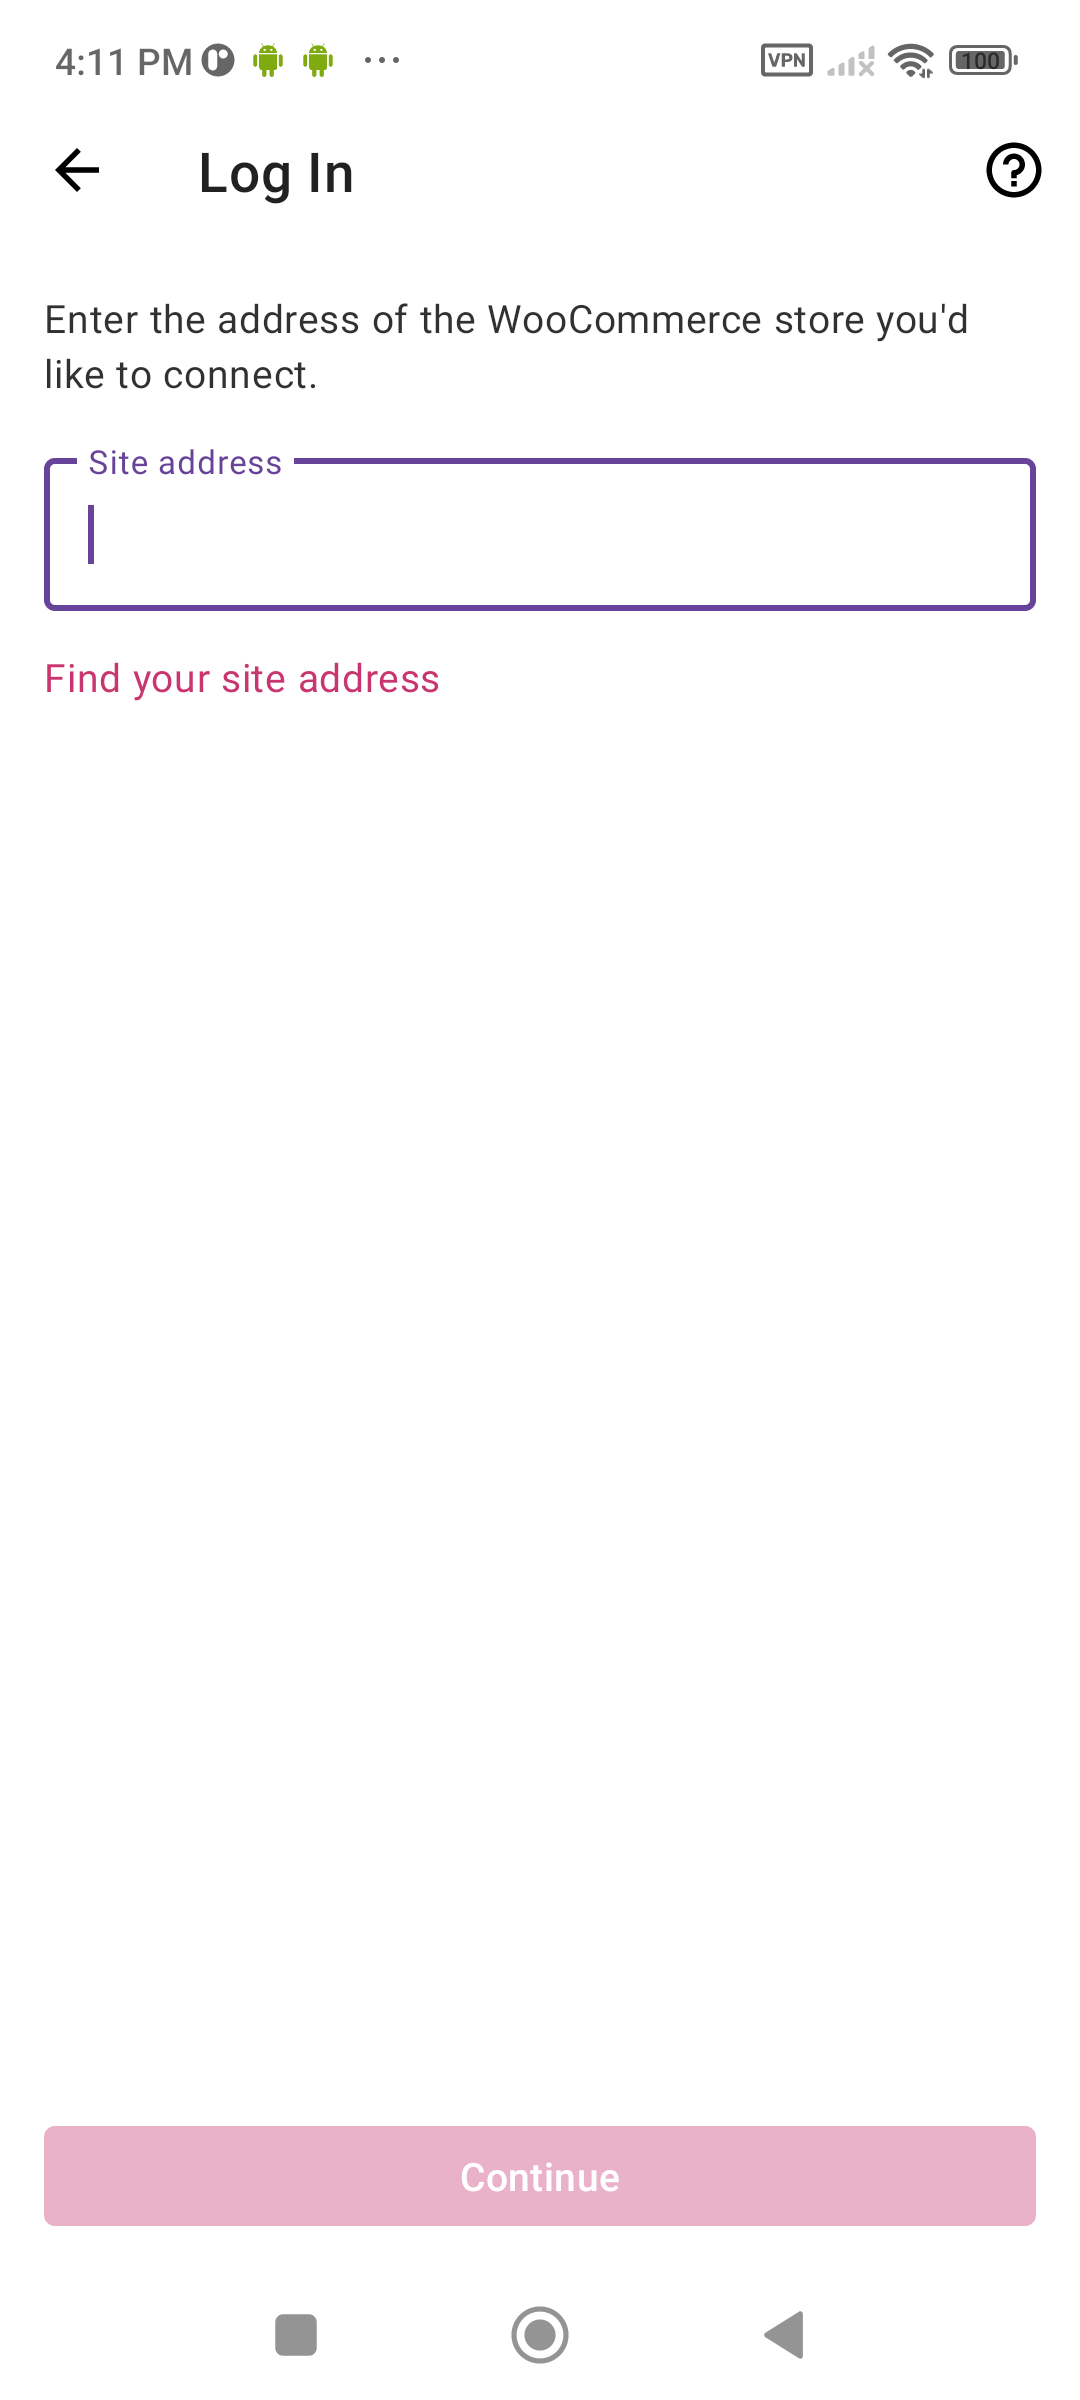 4:11 PM
VPN
100
Log In
Enter the address of the WooCommerce store you'd
like to connect.
Site address
Find your site address
Continue